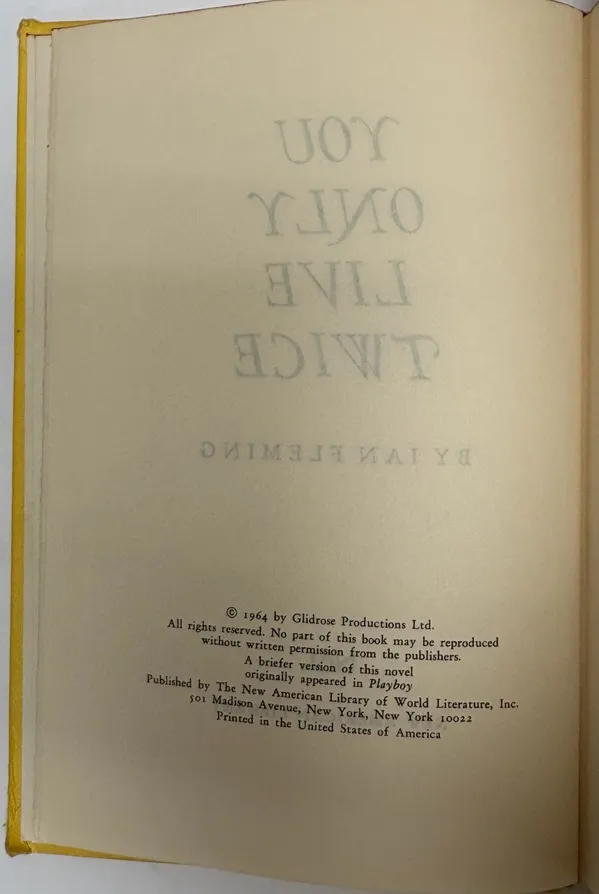 YOU
ONLY
LIVE
TWICE
BY IAN FLEMING
© 1964 by Glidrose Productions Ltd.
All rights reserved. No part of this book may be reproduced
without written permission from the publishers.
A briefer version of this novel
originally appeared in Playboy
Published by The New American Library of World Literature, Inc.
501 Madison Avenue, New York, New York 10022
Printed in the United States of America